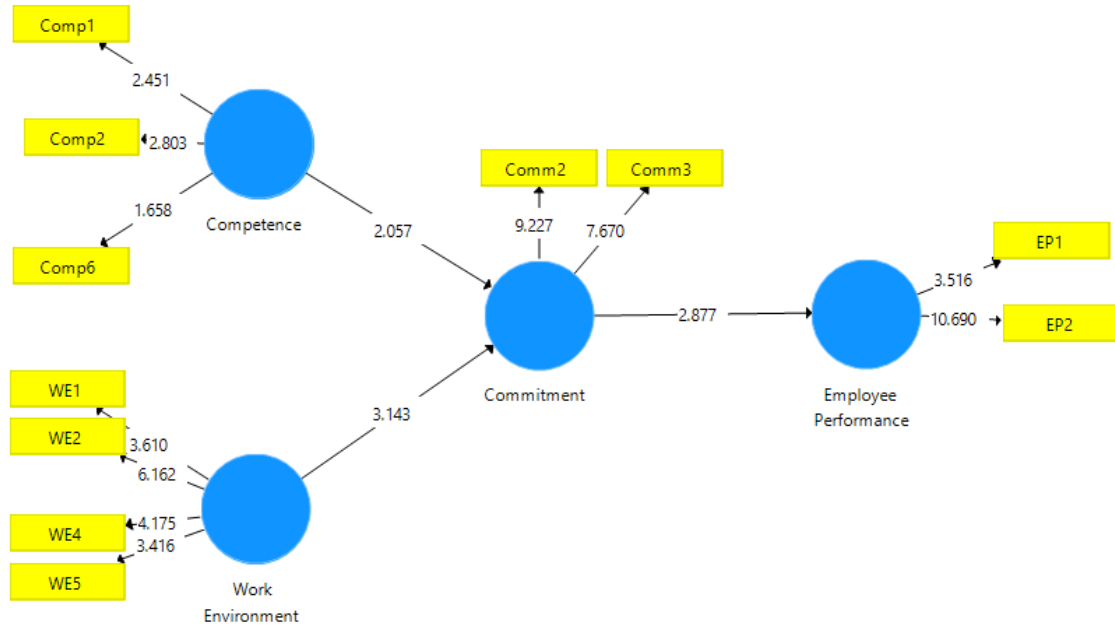 Comp1
2.451
Comp2
2.803
1.658
Comp6
Competence
2.057
Comm2
Comm3
9.227
7.670
Commitment
2.877
EP1
3.516
10.690
EP2
Employee
Performance
WE1
3.610
WE2
6.162
WE4
4.175
3.416
WE5
3.143
Work
Environment